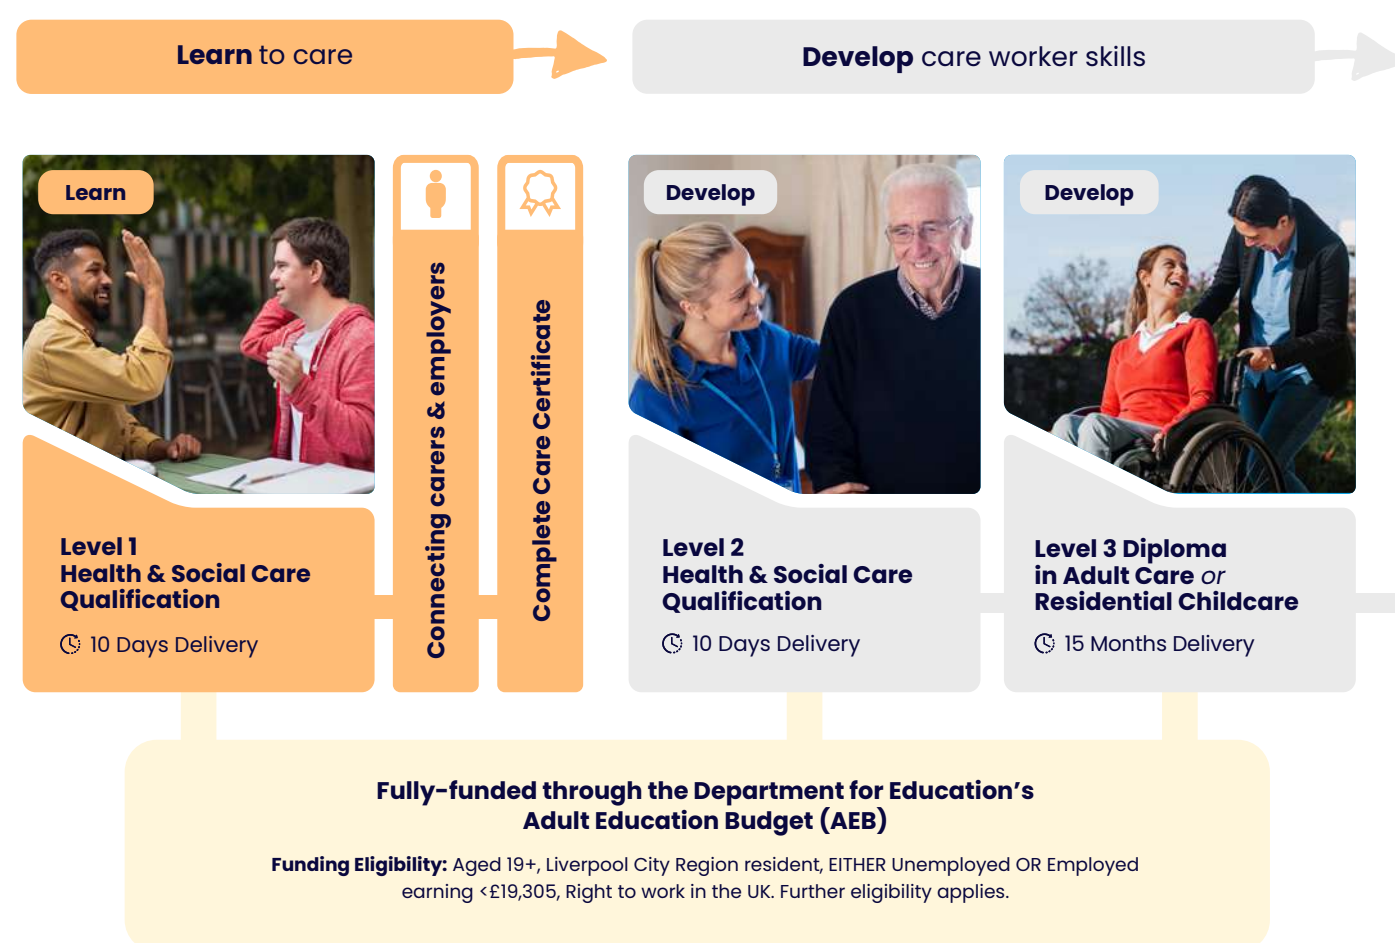 Learn to care
Develop care worker skills
Learn
Connecting carers & employers
Complete Care Certificate
Develop
Develop
Level 1
Health & Social Care
Qualification
10 Days Delivery
Level 2
Health & Social Care
Qualification
10 Days Delivery
Level 3 Diploma
in Adult Care or
Residential Childcare
15 Months Delivery
Fully-funded through the Department for Education’s
Adult Education Budget (AEB)
Funding Eligibility: Aged 19+, Liverpool City Region resident, EITHER Unemployed OR Employed
earning <£19,305, Right to work in the UK. Further eligibility applies.